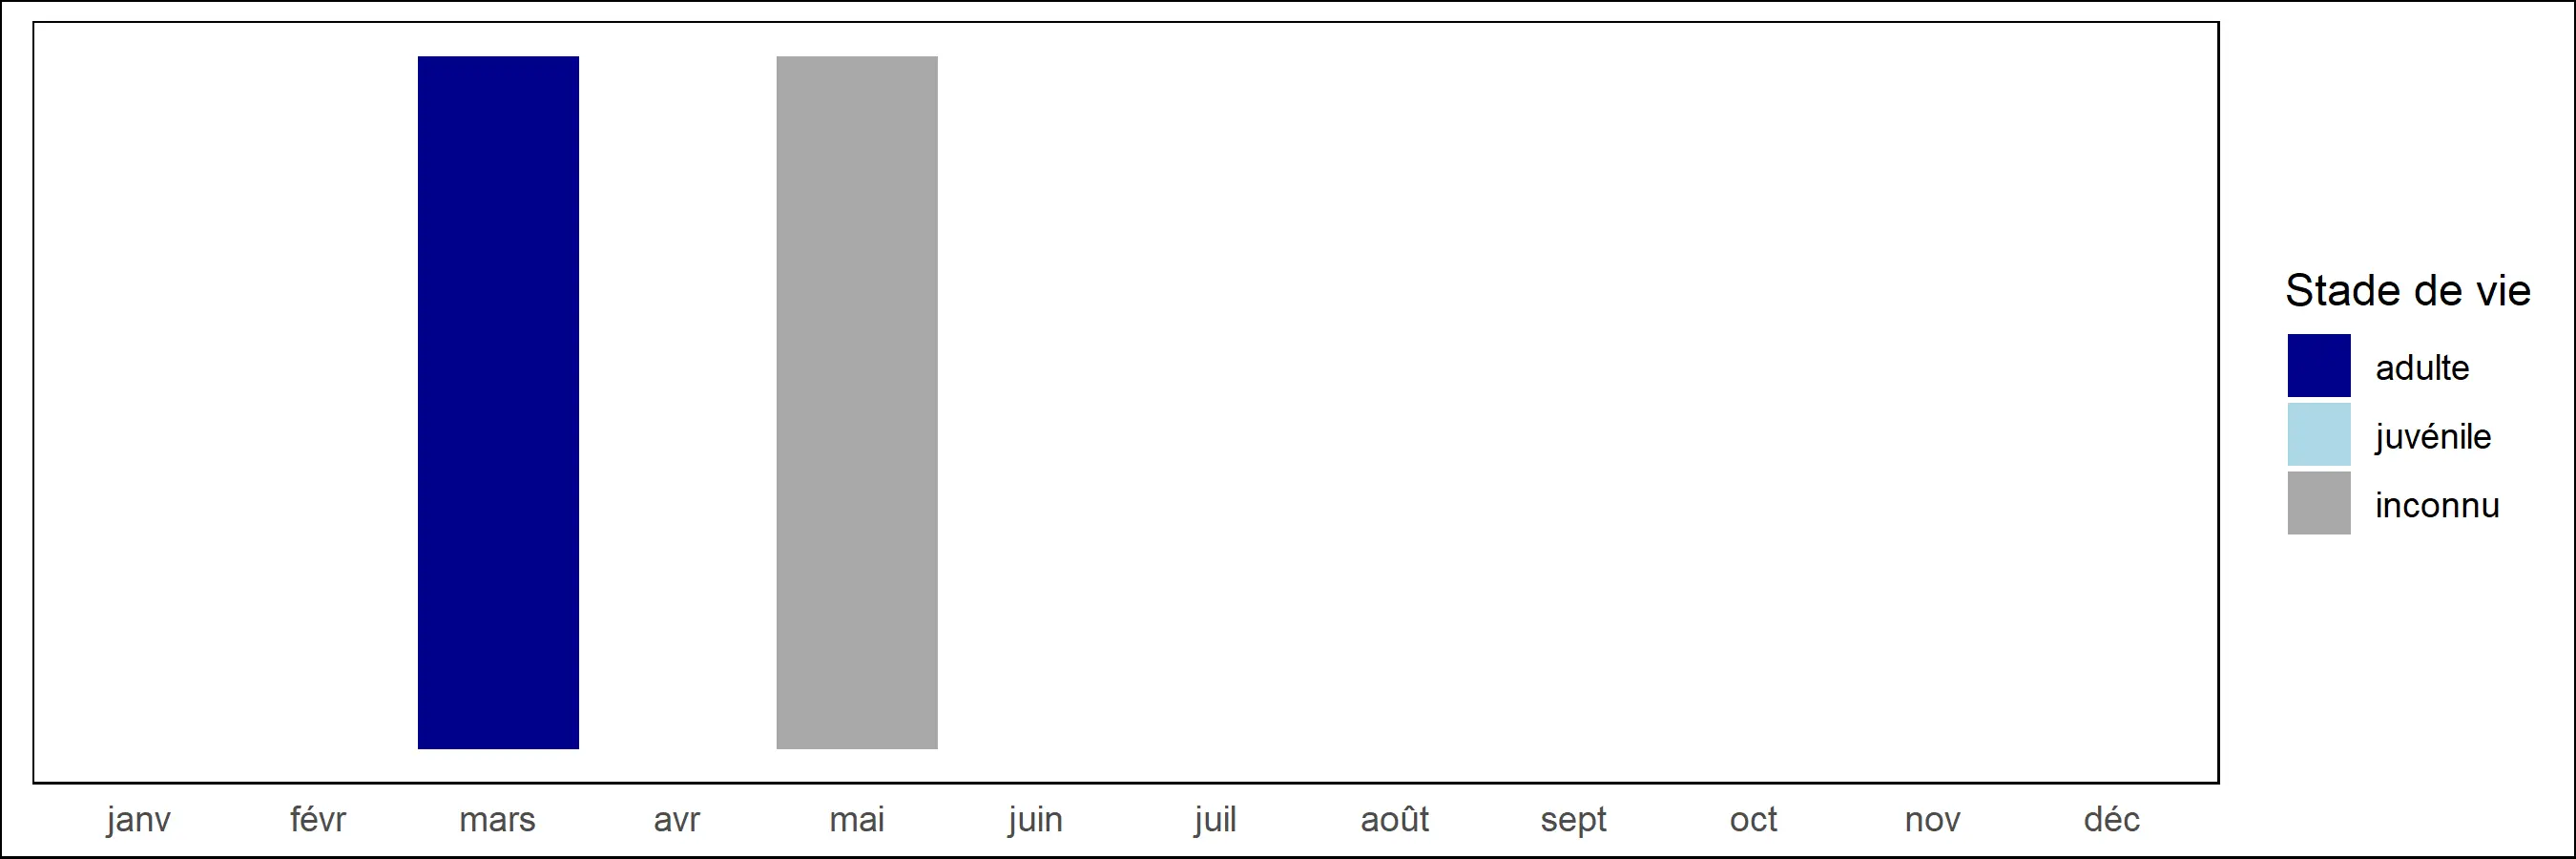 Stade de vie
adulte
juvénile
inconnu
janv févr mars avr mai juin juil août sept oct nov déc